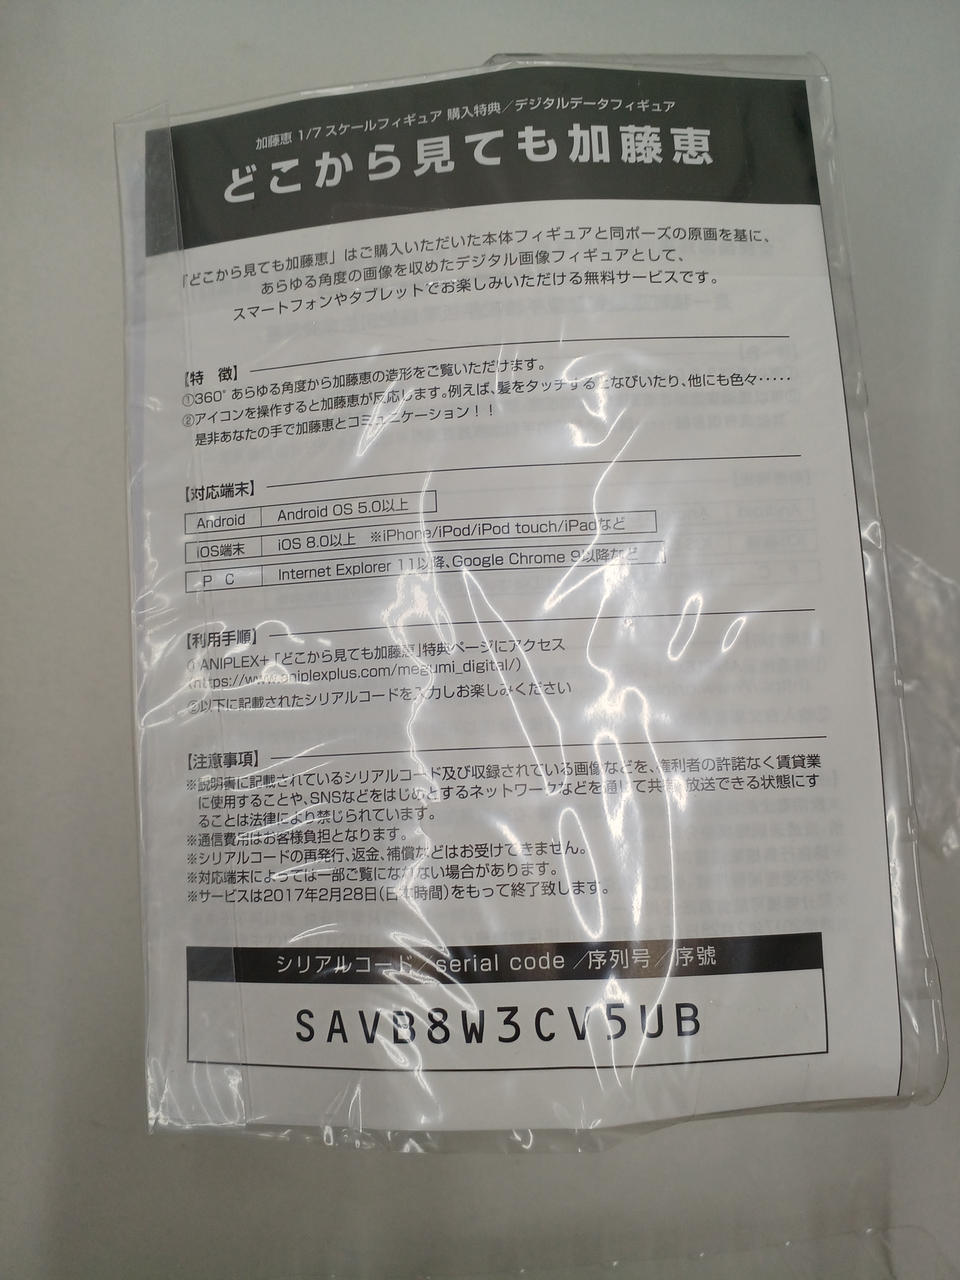 加藤恵 1/7 スケールフィギュア 購入特典／デジタルデータフィギュア
どこから見ても加藤恵
「どこから見ても加藤恵」はご購入いただいた本体フィギュアと同ポーズの原画を基に、
あらゆる角度の画像を収めたデジタル画像フィギュアとして、
スマートフォンやタブレットでお楽しみいただける無料サービスです。
【特 徴】
①360°あらゆる角度から加藤恵の造形をご覧いただけます。
②アイコンを操作すると加藤恵が反応します。例えば、髪をタッチするとなびいたり、他にも色々‥‥‥
是非あなたの手で加藤恵とコミュニケーション！！
【対応端末】
Android Android OS 5.0以上
iOS端末 iOS 8.0以上 ※iPhone/iPod/iPod touch/iPadなど
P C Internet Explorer 11以降、Google Chrome 9以降など
【利用手順】
①ANIPLEX+「どこから見ても加藤恵」特典ページにアクセス
(https://www.aniplexplus.com/megumi_digital/)
②以下に記載されたシリアルコードを入力しお楽しみください
【注意事項】
※説明書に記載されているシリアルコード及び収録されている画像などを、権利者の許諾なく賃貸業
に使用することや、SNSなどをはじめとするネットワークなどを通じて共有、放送できる状態にす
ることは法律により禁じられています。
※通信費用はお客様負担となります。
※シリアルコードの再発行、返金、補償などはお受けできません。
※対応端末によっては一部ご覧になれない場合があります。
※サービスは2017年2月28日(日本時間)をもって終了致します。
シリアルコード／serial code ／序列号／序號
SAVB8W3CV5UB